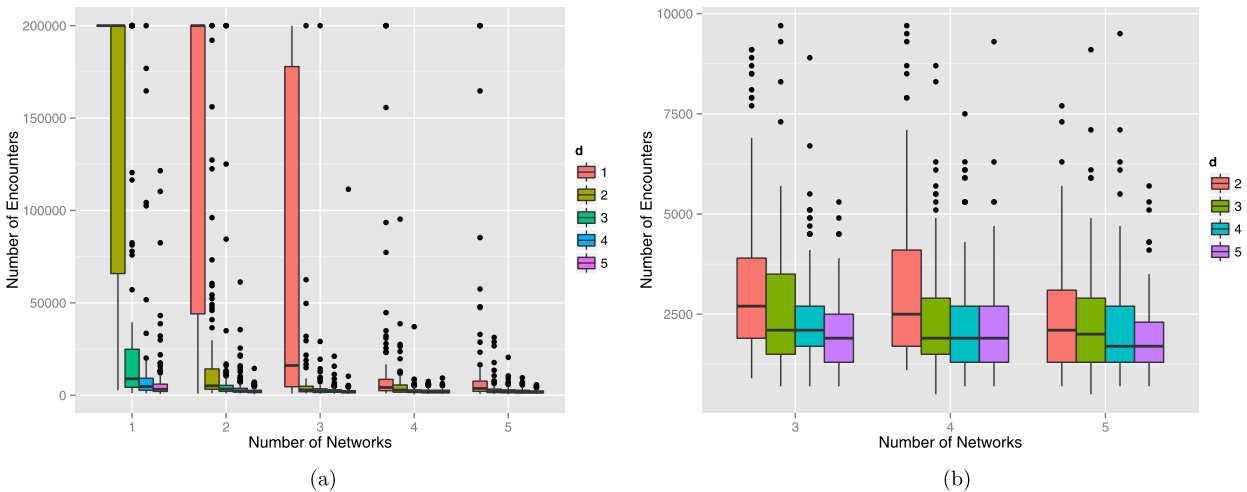 200000
150000
100000
50000
0
Number of Encounters
1 2 3 4 5
Number of Networks
d
1
2
3
4
5
(a)
10000
7500
5000
2500
Number of Encounters
3 4 5
Number of Networks
d
2
3
4
5
(b)